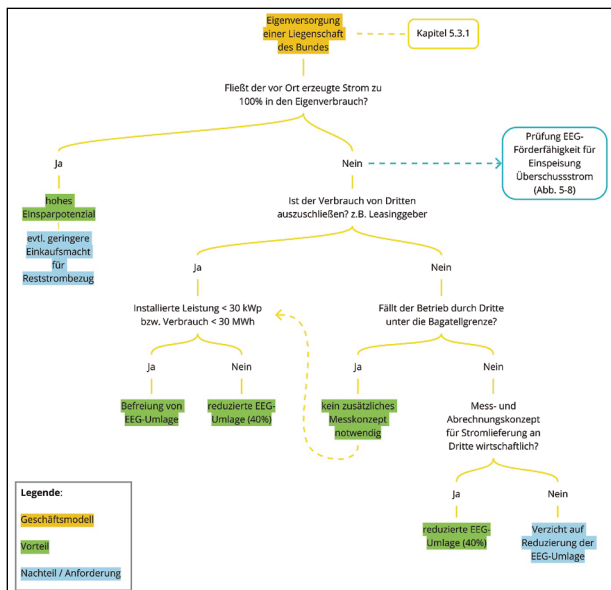 Eigenversorgung
einer Liegenschaft
des Bundes
Kapitel 5.3.1
Fließt der vor Ort erzeugte Strom zu
100% in den Eigenverbrauch?
Ja
Nein
Prüfung EEG-
Förderfähigkeit für
Einspeisung
Überschussstrom
(Abb. 5-8)
hohes
Einsparpotenzial
evtl. geringere
Einkaufsmacht
für
Reststrombezug
Ist der Verbrauch von Dritten
auszuschließen? z.B. Leasinggeber
Ja
Nein
Installierte Leistung < 30 kWp
bzw. Verbrauch < 30 MWh
Fällt der Betrieb durch Dritte
unter die Bagatellgrenze?
Ja
Nein
Ja
Nein
Befreiung von
EEG-Umlage
reduzierte EEG-
Umlage (40%)
kein zusätzliches
Messkonzept
notwendig
Mess- und
Abrechnungskonzept
für Stromlieferung an
Dritte wirtschaftlich?
Ja
Nein
reduzierte EEG-
Umlage (40%)
Verzicht auf
Reduzierung der
EEG-Umlage
Legende:
Geschäftsmodell
Vorteil
Nachteil / Anforderung